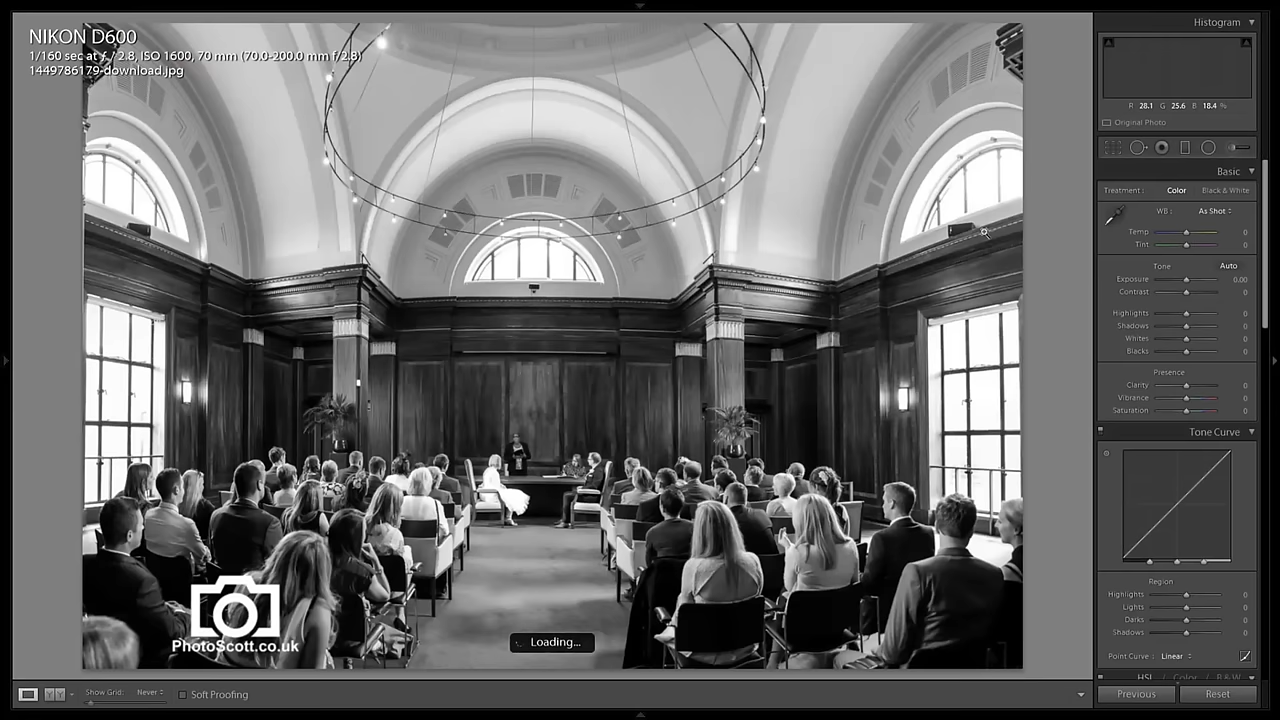 NIKON D600
1/160 sec at ƒ / 2.8, ISO 1600, 70 mm (70.0-200.0 mm f/2.8)
1449786179-download.jpg
PhotoScott.co.uk
Loading...
Show Grid: Never
Soft Proofing
Histogram
R 28.1 G 25.6 B 18.4 %
Original Photo
Basic
Treatment : Color Black & White
WB : As Shot
Temp 0
Tint 0
Tone Auto
Exposure 0.00
Contrast 0
Highlights 0
Shadows 0
Whites 0
Blacks 0
Presence
Clarity 0
Vibrance 0
Saturation 0
Tone Curve
Region
Highlights 0
Lights 0
Darks 0
Shadows 0
Point Curve : Linear
HSL / Color / B & W
Previous Reset